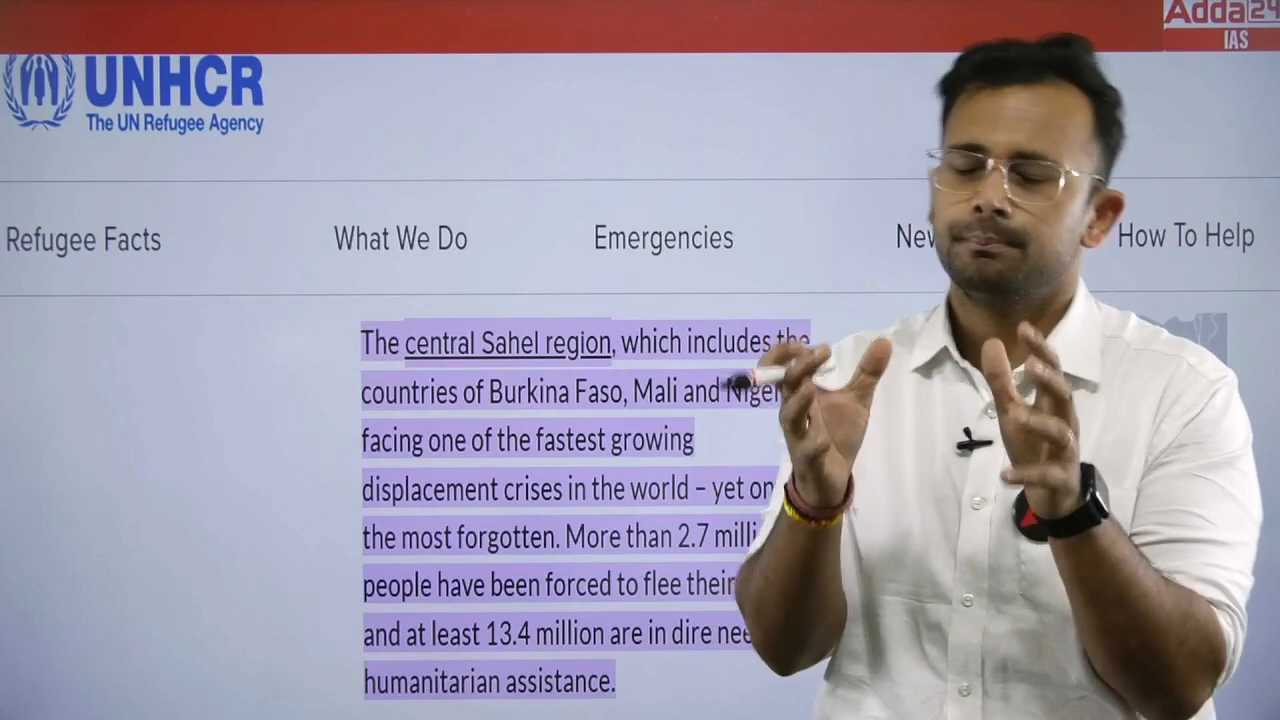 Adda24
IAS
UNHCR
The UN Refugee Agency
Refugee Facts
What We Do
Emergencies
How To Help
The central Sahel region, which includes the
countries of Burkina Faso, Mali and Niger
facing one of the fastest growing
displacement crises in the world – yet
the most forgotten. More than 2.7
people have been forced to flee their
and at least 13.4 million are in dire
humanitarian assistance.